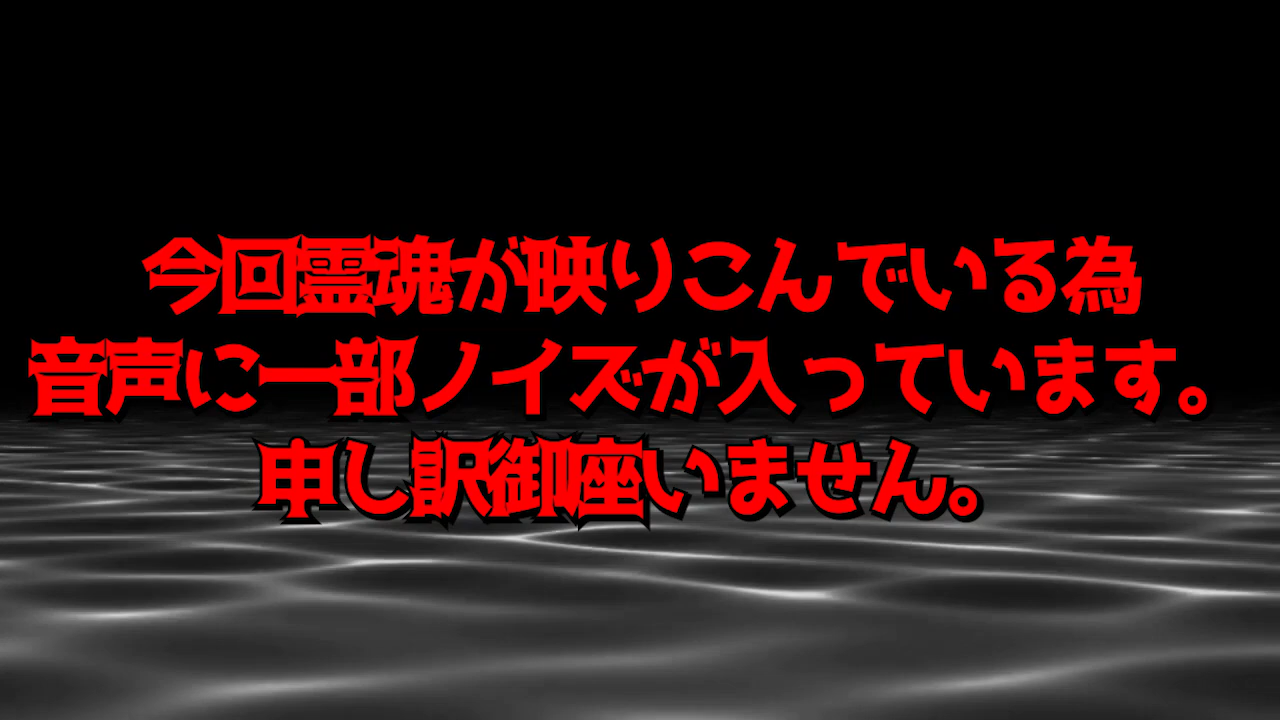 今回霊魂が映りこんでいる為
音声に一部ノイズが入っています。
申し訳御座いません。